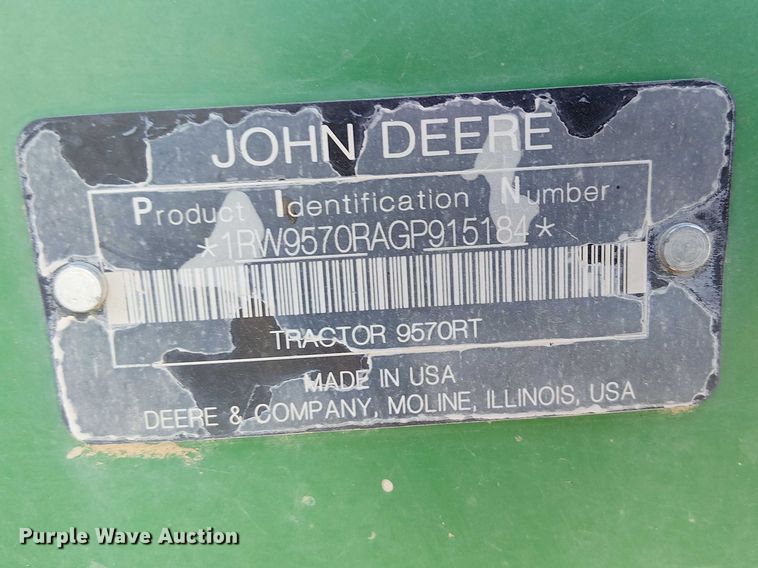 JOHN DEERE
Product Identification Number
*1RW9570RAGP915184*
TRACTOR 9570RT
MADE IN USA
DEERE & COMPANY, MOLINE, ILLINOIS, USA
Purple Wave Auction